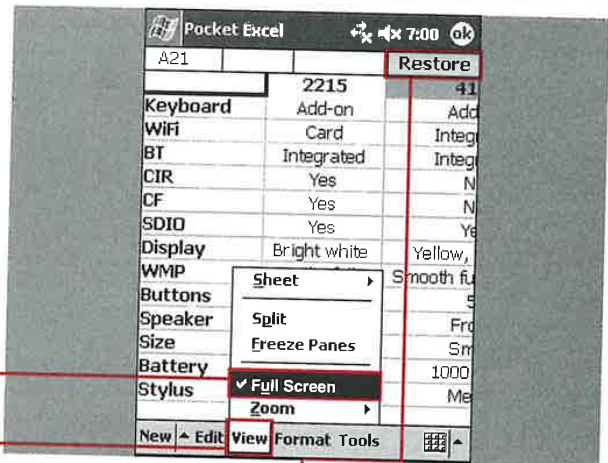 Pocket Excel 7:00 ok
A21 Restore
2215 41
Keyboard Add-on Add
WiFi Card Integ
BT Integrated Integ
CIR Yes N
CF Yes N
SDIO Yes Ye
Display Bright white Yellow,
WMP Smooth fu
Buttons 5
Speaker Fro
Size Sm
Battery 1000
Stylus Me
Sheet
Split
Freeze Panes
Full Screen
Zoom
New Edit View Format Tools